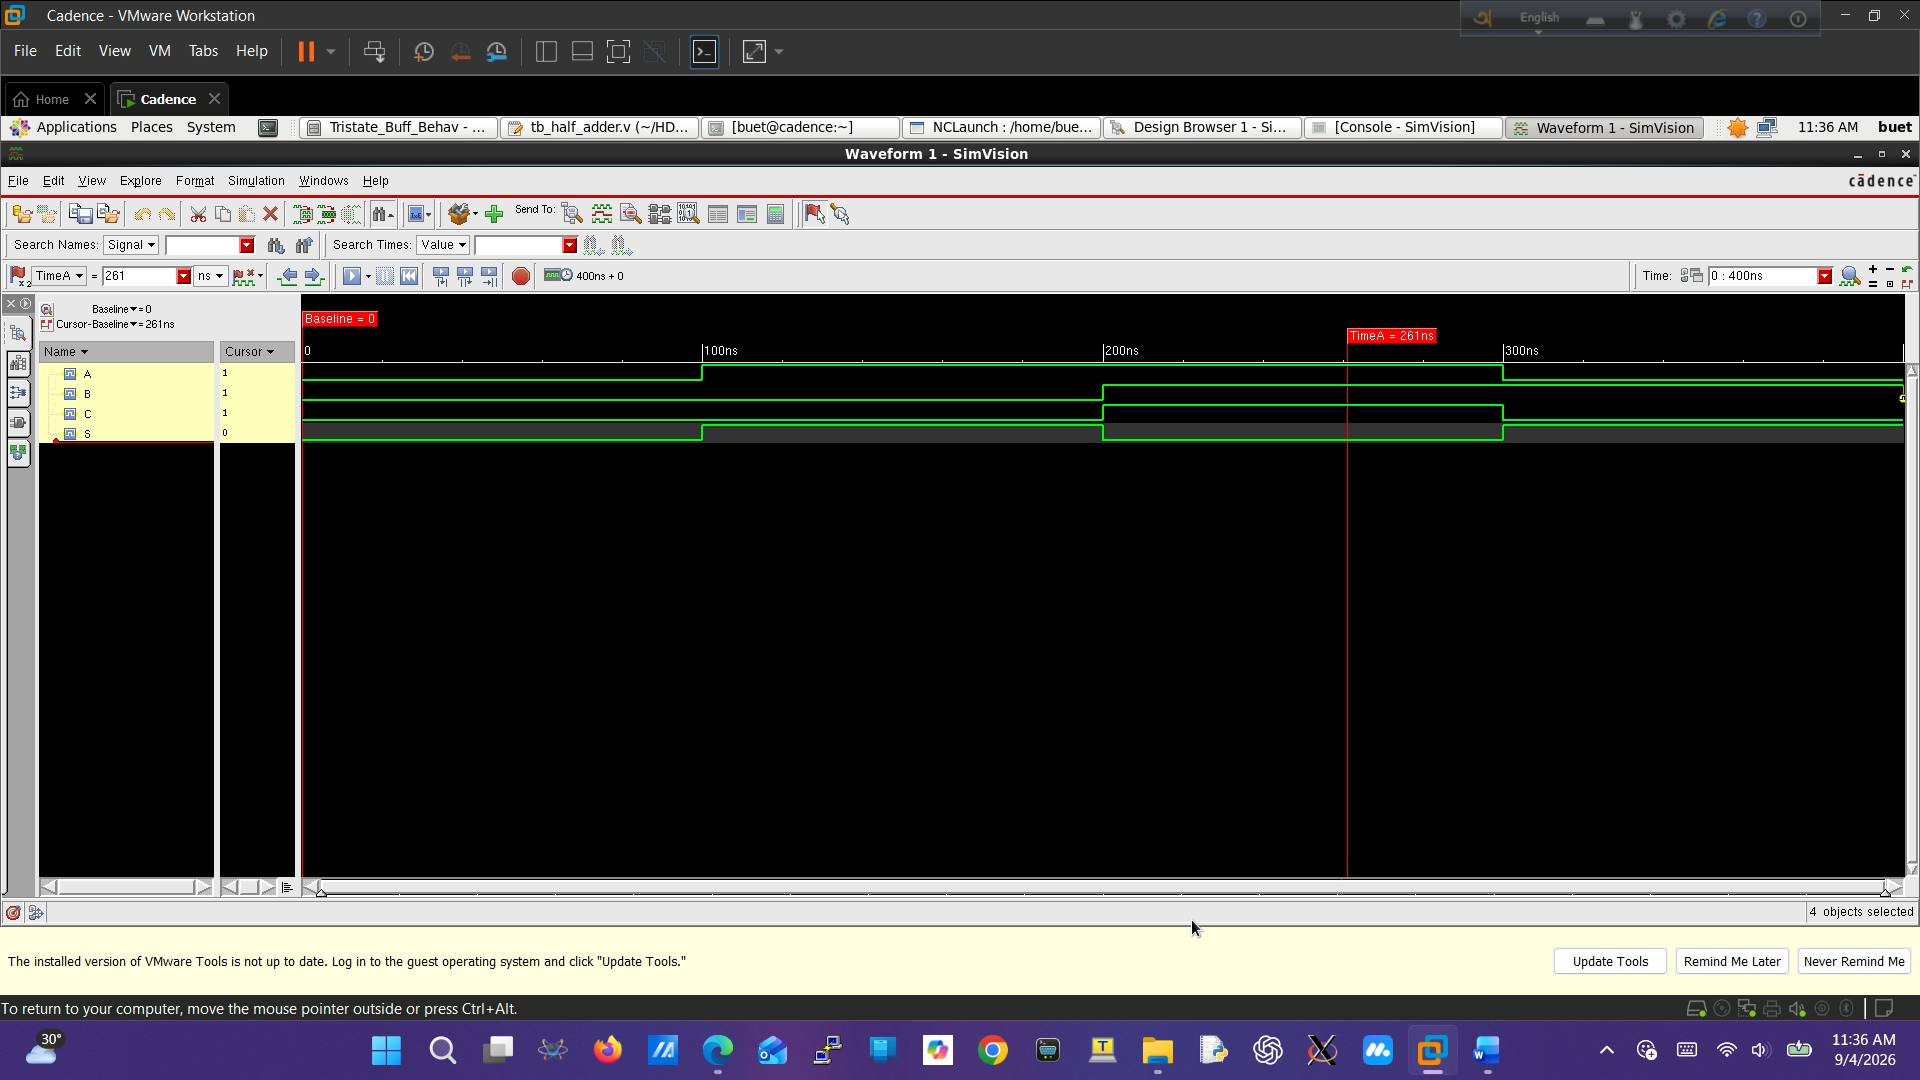 Cadence - VMware Workstation
English
File Edit View VM Tabs Help
Home Cadence
Applications Places System Tristate_Buff_Behav - ... tb_half_adder.v (~/HD... [buet@cadence:~] NCLaunch : /home/bue... Design Browser 1 - Si... [Console - SimVision] Waveform 1 - SimVision 11:36 AM buet
Waveform 1 - SimVision
File Edit View Explore Format Simulation Windows Help cādence
Send To:
Search Names: Signal Search Times: Value
TimeA = 261 ns 400ns + 0 Time: 0 : 400ns
Baseline = 0
Cursor-Baseline = 261ns
Baseline = 0
TimeA = 261ns
Name Cursor 0 100ns 200ns 300ns
A 1
B 1
C 1
S 0
4 objects selected
The installed version of VMware Tools is not up to date. Log in to the guest operating system and click "Update Tools." Update Tools Remind Me Later Never Remind Me
To return to your computer, move the mouse pointer outside or press Ctrl+Alt.
30°
11:36 AM
9/4/2026